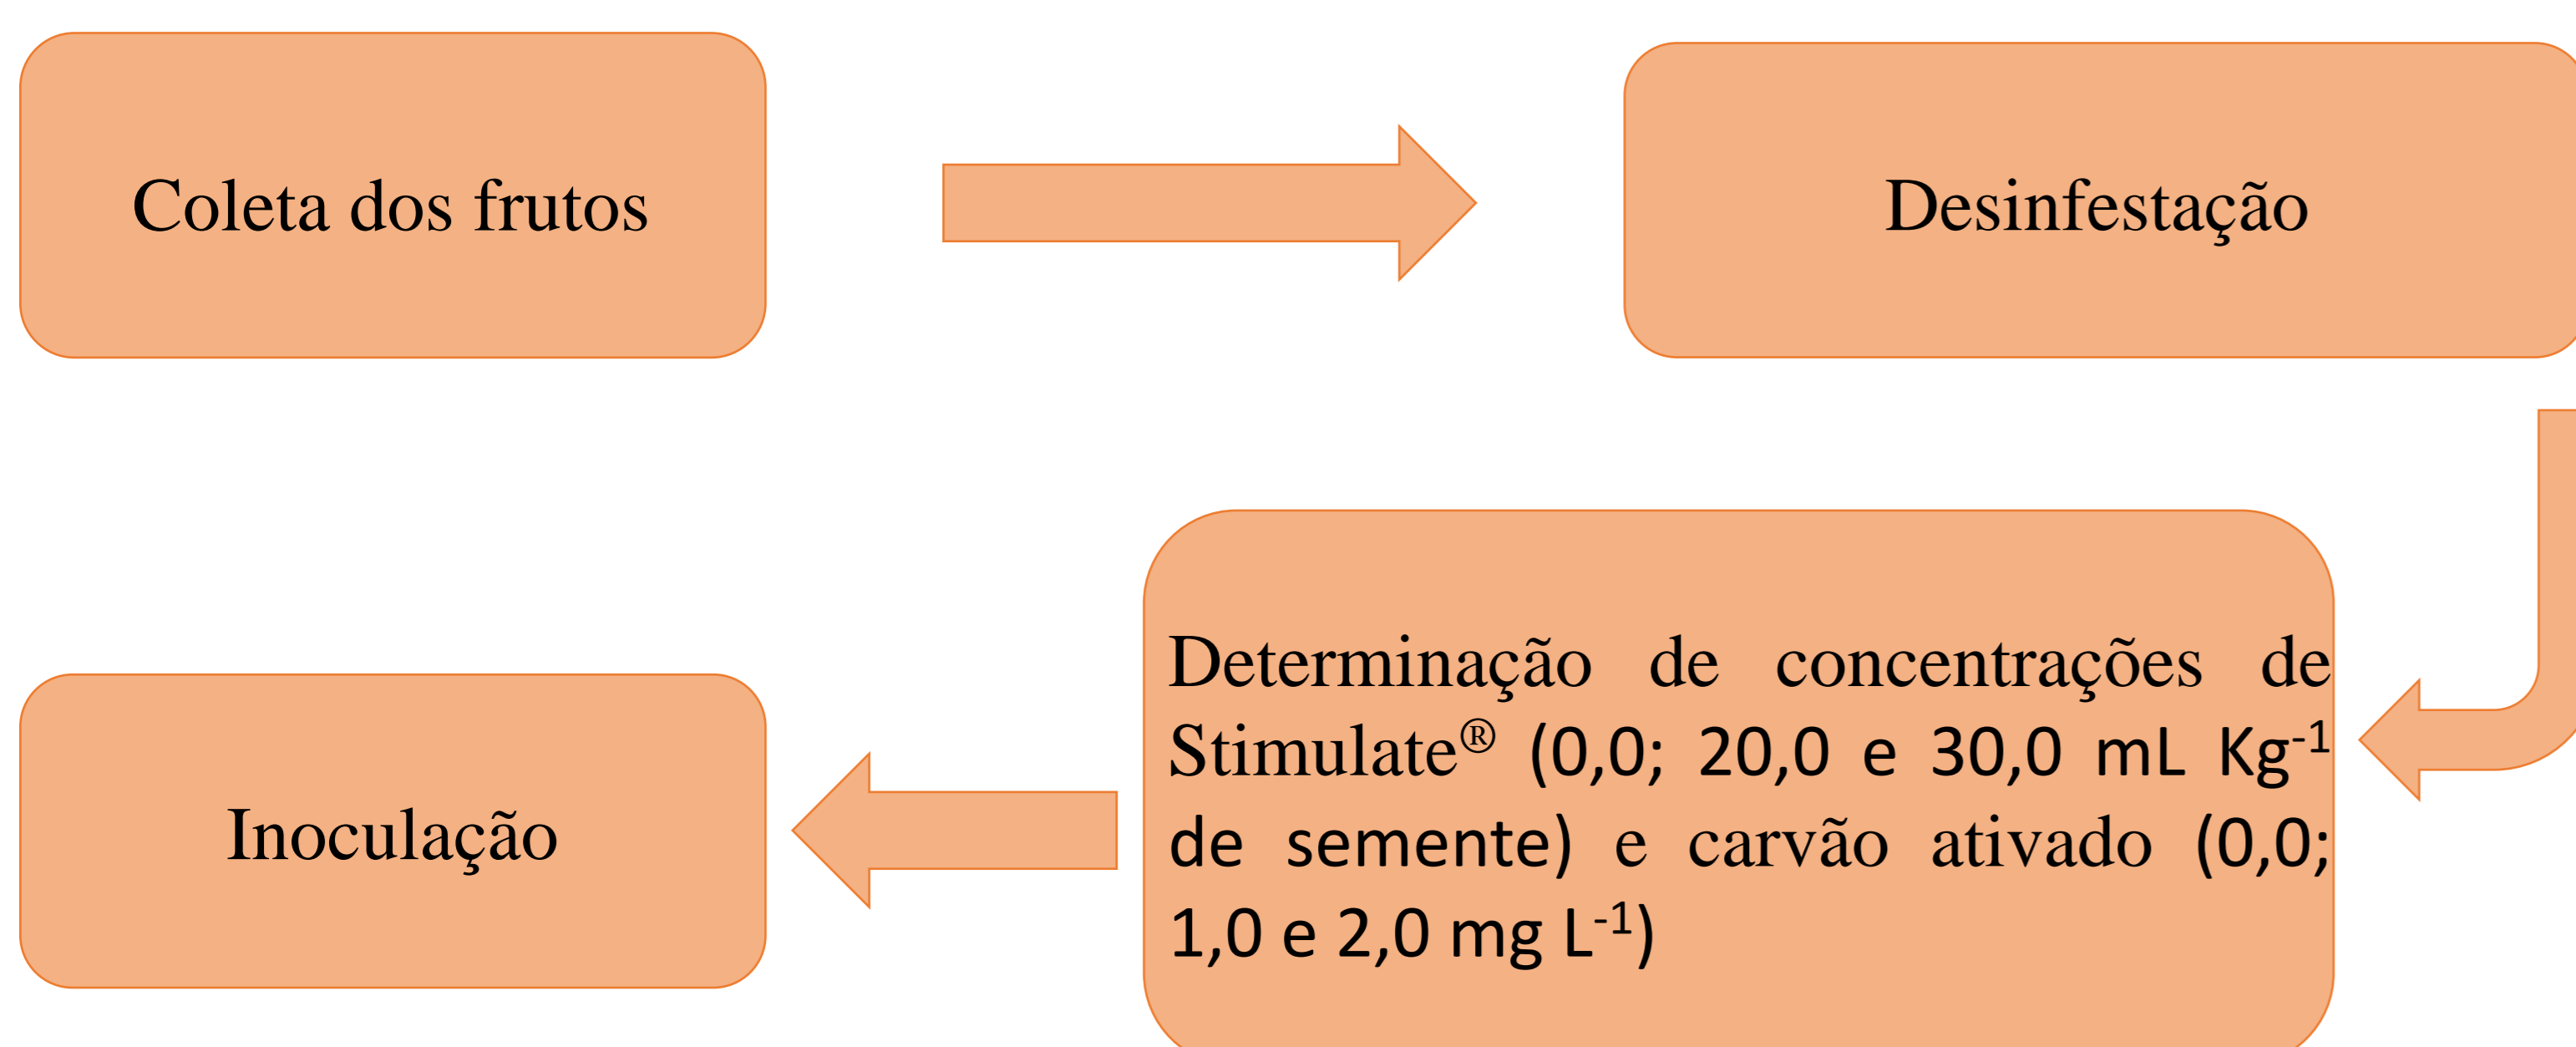 Coleta dos frutos
Desinfestação
Determinação de concentrações de
Stimulate® (0,0; 20,0 e 30,0 mL Kg-1
de semente) e carvão ativado (0,0;
1,0 e 2,0 mg L-1)
Inoculação